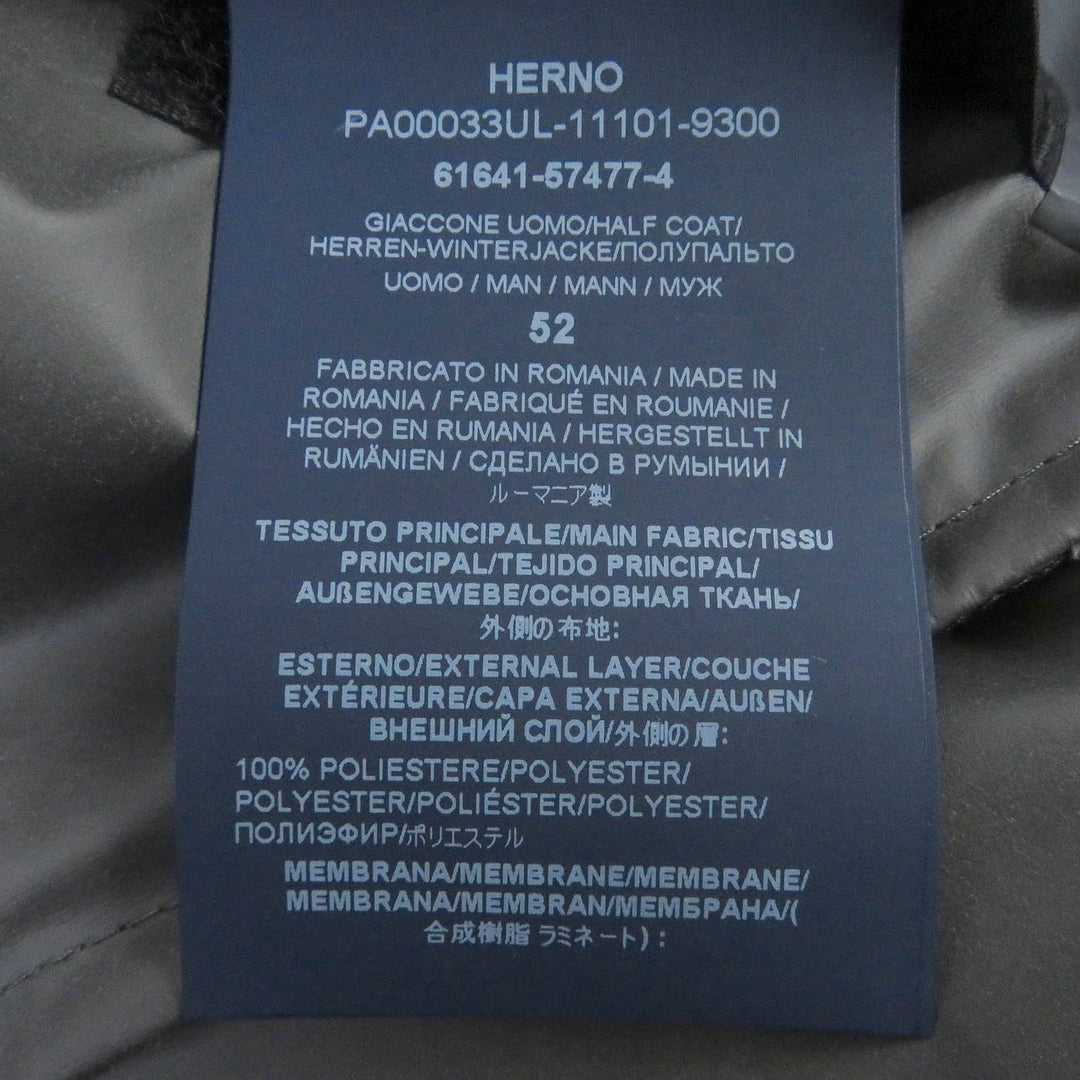 HERNO
PA00033UL-11101-9300
61641-57477-4
GIACCONE UOMO/HALF COAT/
HERREN-WINTERJACKE/ПОЛУПАЛЬТО
UOMO / MAN / MANN / МУЖ
52
FABBRICATO IN ROMANIA / MADE IN
ROMANIA / FABRIQUÉ EN ROUMANIE /
HECHO EN RUMANIA / HERGESTELLT IN
RUMÄNIEN / СДЕЛАНО В РУМЫНИИ /
ルーマニア製
TESSUTO PRINCIPALE/MAIN FABRIC/TISSU
PRINCIPAL/TEJIDO PRINCIPAL/
AUßENGEWEBE/ОСНОВНАЯ ТКАНЬ/
外側の布地:
ESTERNO/EXTERNAL LAYER/COUCHE
EXTÉRIEURE/CAPA EXTERNA/AUßEN/
ВНЕШНИЙ СЛОЙ/外側の層:
100% POLIESTERE/POLYESTER/
POLYESTER/POLIÉSTER/POLYESTER/
ПОЛИЭФИР/ポリエステル
MEMBRANA/MEMBRANE/MEMBRANE/
MEMBRANA/MEMBRAN/МЕМБРАНА/(
合成樹脂 ラミネート):